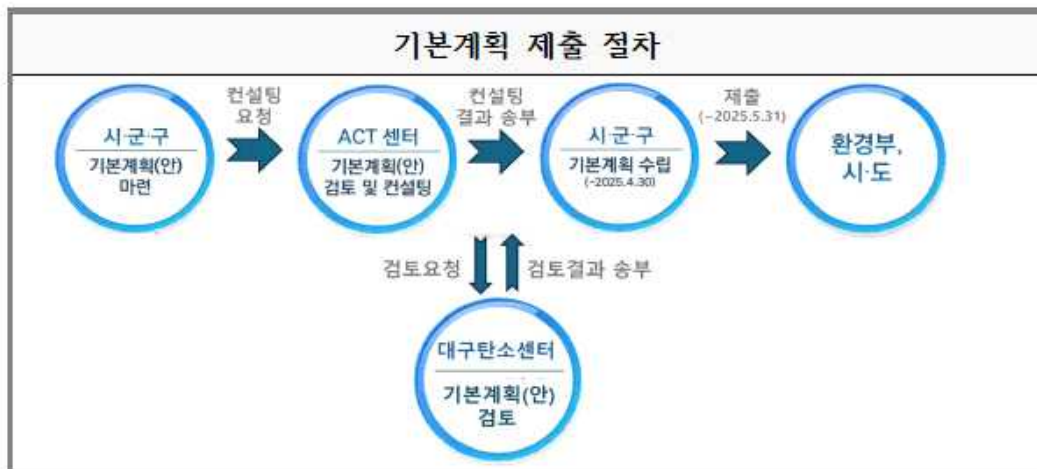 기본계획 제출 절차
시·군·구
기본계획(안)
마련
컨설팅
요청
ACT 센터
기본계획(안)
검토 및 컨설팅
컨설팅
결과 송부
시·군·구
기본계획 수립
(~2025.4.30)
제출
(~2025.5.31)
환경부,
시·도
검토요청
검토결과 송부
대구탄소센터
기본계획(안)
검토